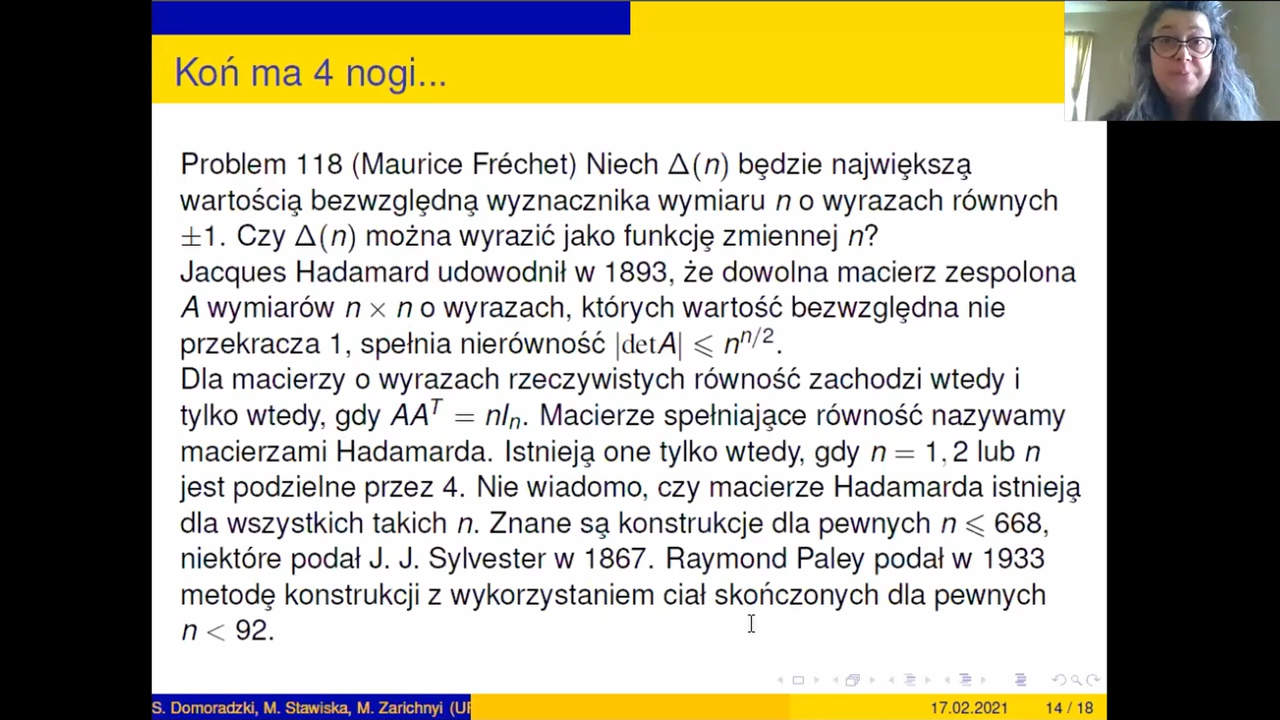 Koń ma 4 nogi...
Problem 118 (Maurice Fréchet) Niech Δ(n) będzie największą
wartością bezwzględną wyznacznika wymiaru n o wyrazach równych
±1. Czy Δ(n) można wyrazić jako funkcję zmiennej n?
Jacques Hadamard udowodnił w 1893, że dowolna macierz zespolona
A wymiarów n × n o wyrazach, których wartość bezwzględna nie
przekracza 1, spełnia nierówność |detA| ⩽ n^{n/2}.
Dla macierzy o wyrazach rzeczywistych równość zachodzi wtedy i
tylko wtedy, gdy AA^T = nI_n. Macierze spełniające równość nazywamy
macierzami Hadamarda. Istnieją one tylko wtedy, gdy n = 1, 2 lub n
jest podzielne przez 4. Nie wiadomo, czy macierze Hadamarda istnieją
dla wszystkich takich n. Znane są konstrukcje dla pewnych n ⩽ 668,
niektóre podał J. J. Sylvester w 1867. Raymond Paley podał w 1933
metodę konstrukcji z wykorzystaniem ciał skończonych dla pewnych
n < 92.
S. Domoradzki, M. Stawiska, M. Zarichnyi 17.02.2021 14 / 18